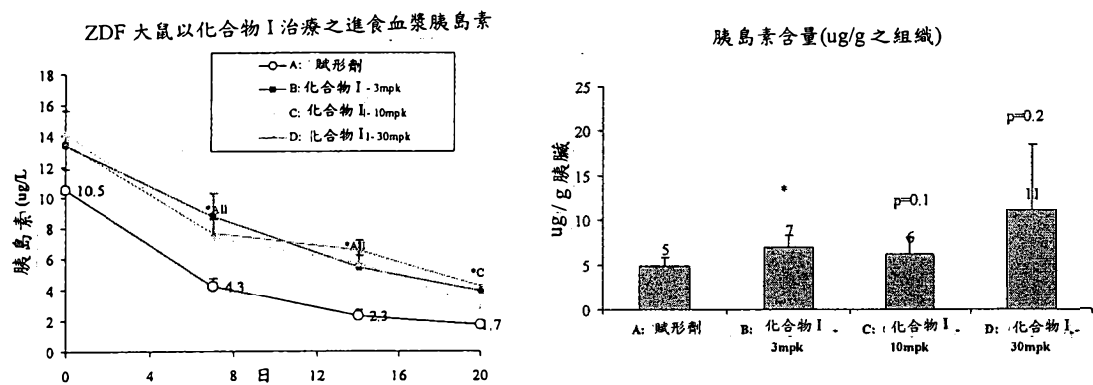 ZDF 大鼠以化合物 I 治療之進食血漿胰島素
A: 賦形劑
B: 化合物 I - 3mpk
C: 化合物 I - 10mpk
D: 化合物 I - 30mpk
胰島素 (ug/L
18
16
14
12
10
8
6
4
2
0
10.5
4.3
2.3
1.7
*All
*All
*C
0
4
8
12
16
20
日
胰島素含量(ug/g 之組織)
ug / g 胰臟
25
20
15
10
5
0
5
*
7
p=0.1
6
p=0.2
11
A: 賦形劑
B: 化合物 I
3mpk
C: 化合物 I
10mpk
D: 化合物 I
30mpk